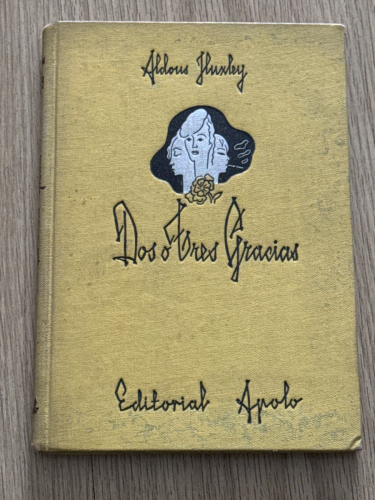 Aldous Huxley
Dos o Tres Gracias
Editorial Apolo